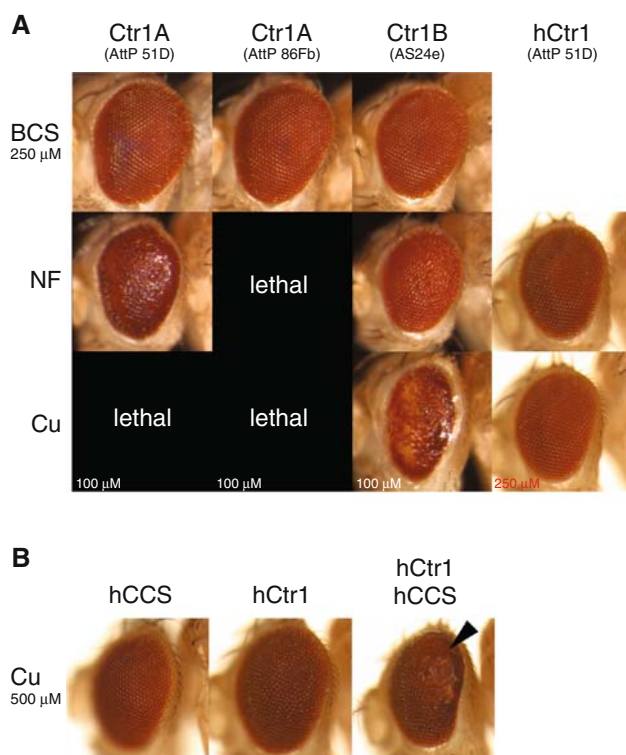 A
Ctr1A Ctr1A Ctr1B hCtr1
(AttP 51D) (AttP 86Fb) (AS24e) (AttP 51D)
BCS
250 µM
NF
lethal
Cu
lethal lethal
100 µM 100 µM 100 µM 250 µM
B
hCCS hCtr1 hCtr1
hCCS
Cu
500 µM